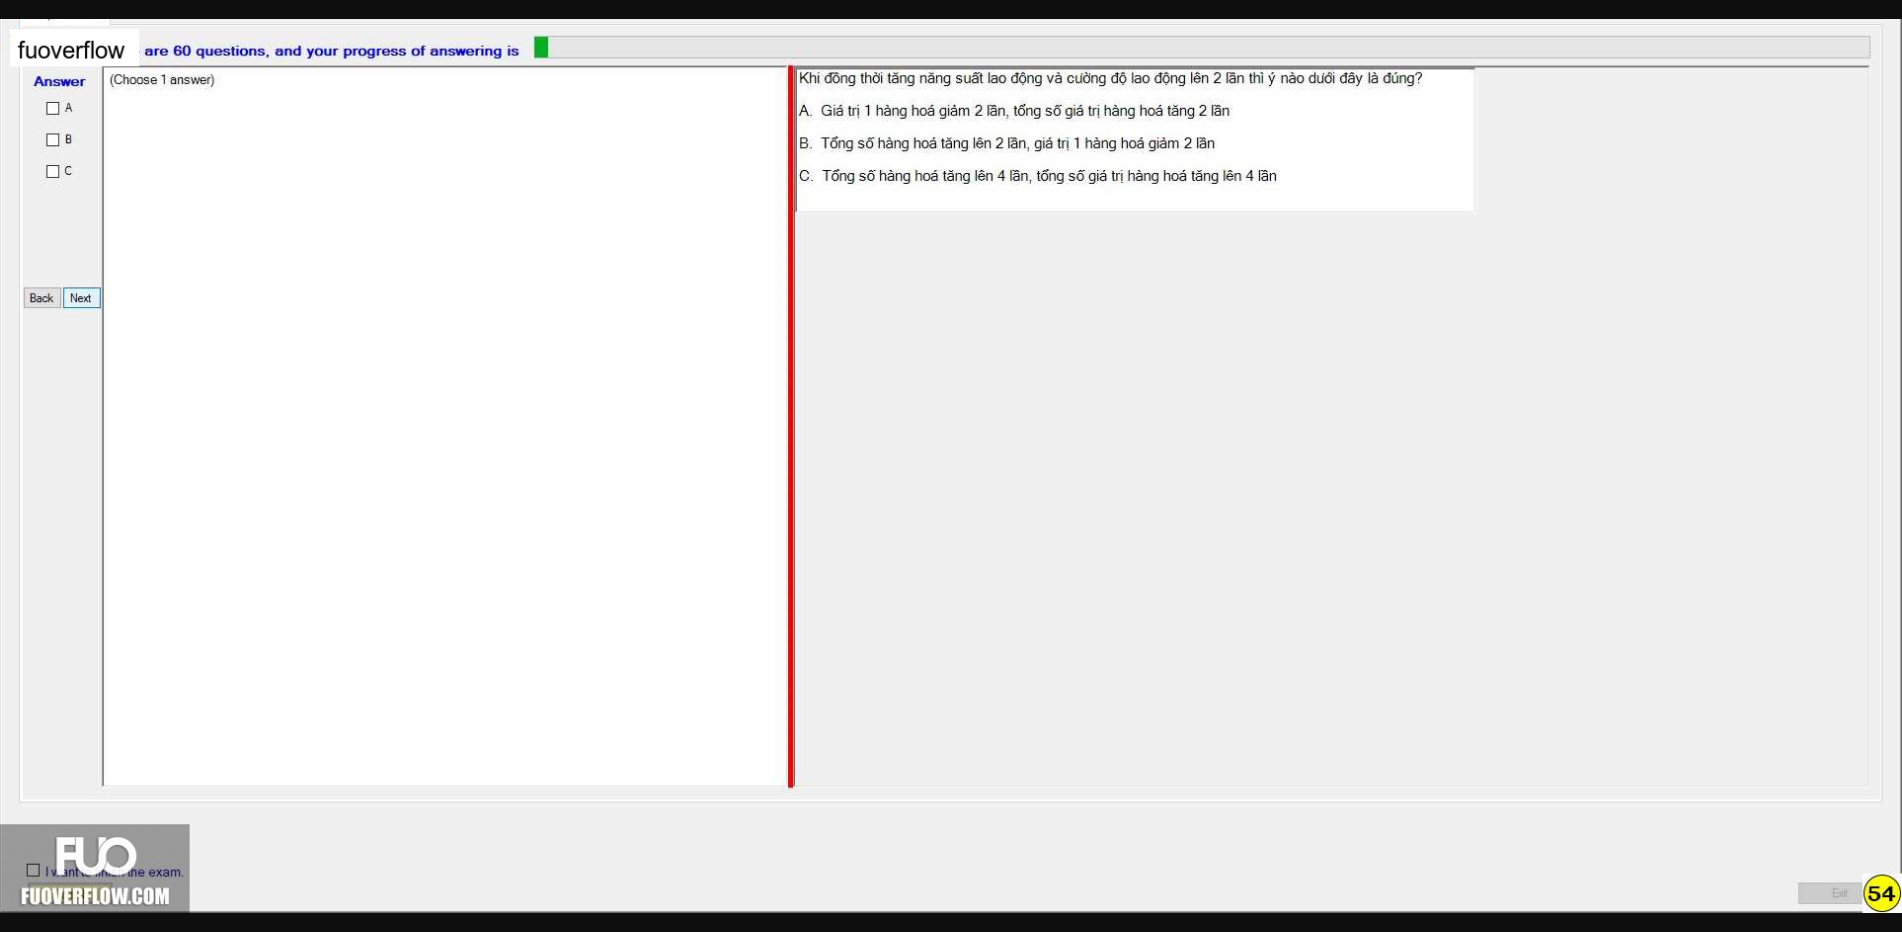 fuoverflow are 60 questions, and your progress of answering is
Answer
(Choose 1 answer)
A
B
C
Back Next
Khi đồng thời tăng năng suất lao động và cường độ lao động lên 2 lần thì ý nào dưới đây là đúng?
A. Giá trị 1 hàng hoá giảm 2 lần, tổng số giá trị hàng hoá tăng 2 lần
B. Tổng số hàng hoá tăng lên 2 lần, giá trị 1 hàng hoá giảm 2 lần
C. Tổng số hàng hoá tăng lên 4 lần, tổng số giá trị hàng hoá tăng lên 4 lần
FUO
I want to finish the exam.
FUOVERFLOW.COM
Exit
54